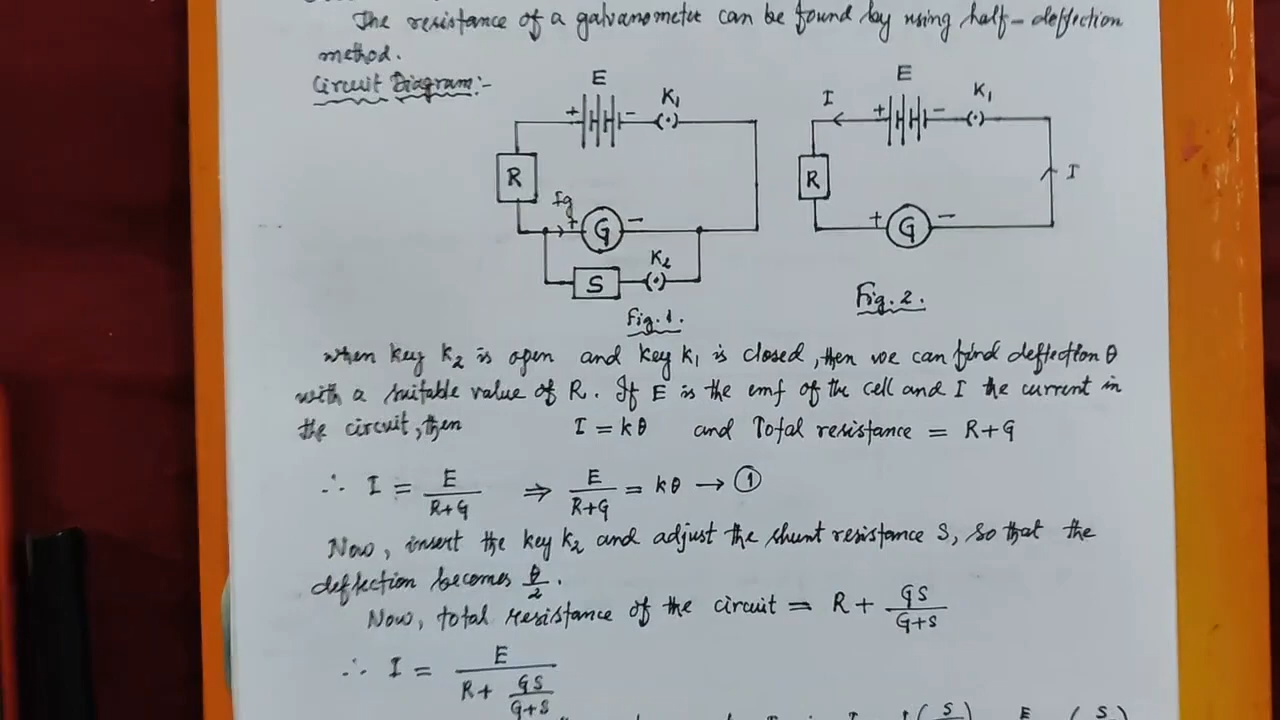 The resistance of a galvanometer can be found by using half-deflection
method.
Circuit Diagram:-
E
+ - K1
R
Ig
+ G -
K2
S
Fig. 1.
E
I + - K1
R
I
+ G -
Fig. 2.
when key K2 is open and key K1 is closed, then we can find deflection θ
with a suitable value of R. If E is the emf of the cell and I the current in
the circuit, then I = kθ and Total resistance = R+G
∴ I = E/(R+G) ⇒ E/(R+G) = kθ → ①
Now, insert the key K2 and adjust the shunt resistance S, so that the
deflection becomes θ/2.
Now, total resistance of the circuit = R + GS/(G+S)
∴ I = E/(R + GS/(G+S))